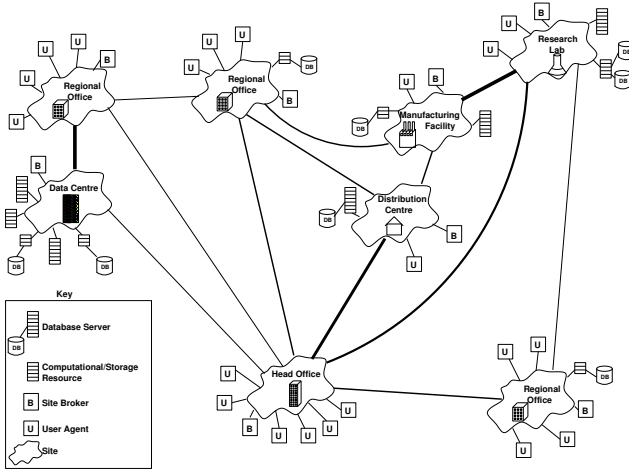 B
U
U
Research
Lab
U
DB
DB
U
U
U
B
U
Regional
Office
U
U
U
U
Regional
Office
DB
B
U
B
DB
Manufacturing
Facility
B
Data Centre
DB
DB
DB
Distribution
Centre
B
U
Key
DB
Database Server
Computational/Storage
Resource
B
Site Broker
U
User Agent
Site
U
U
B
Head Office
U
U
U
U
U
U
U
Regional
Office
DB
B
U
U